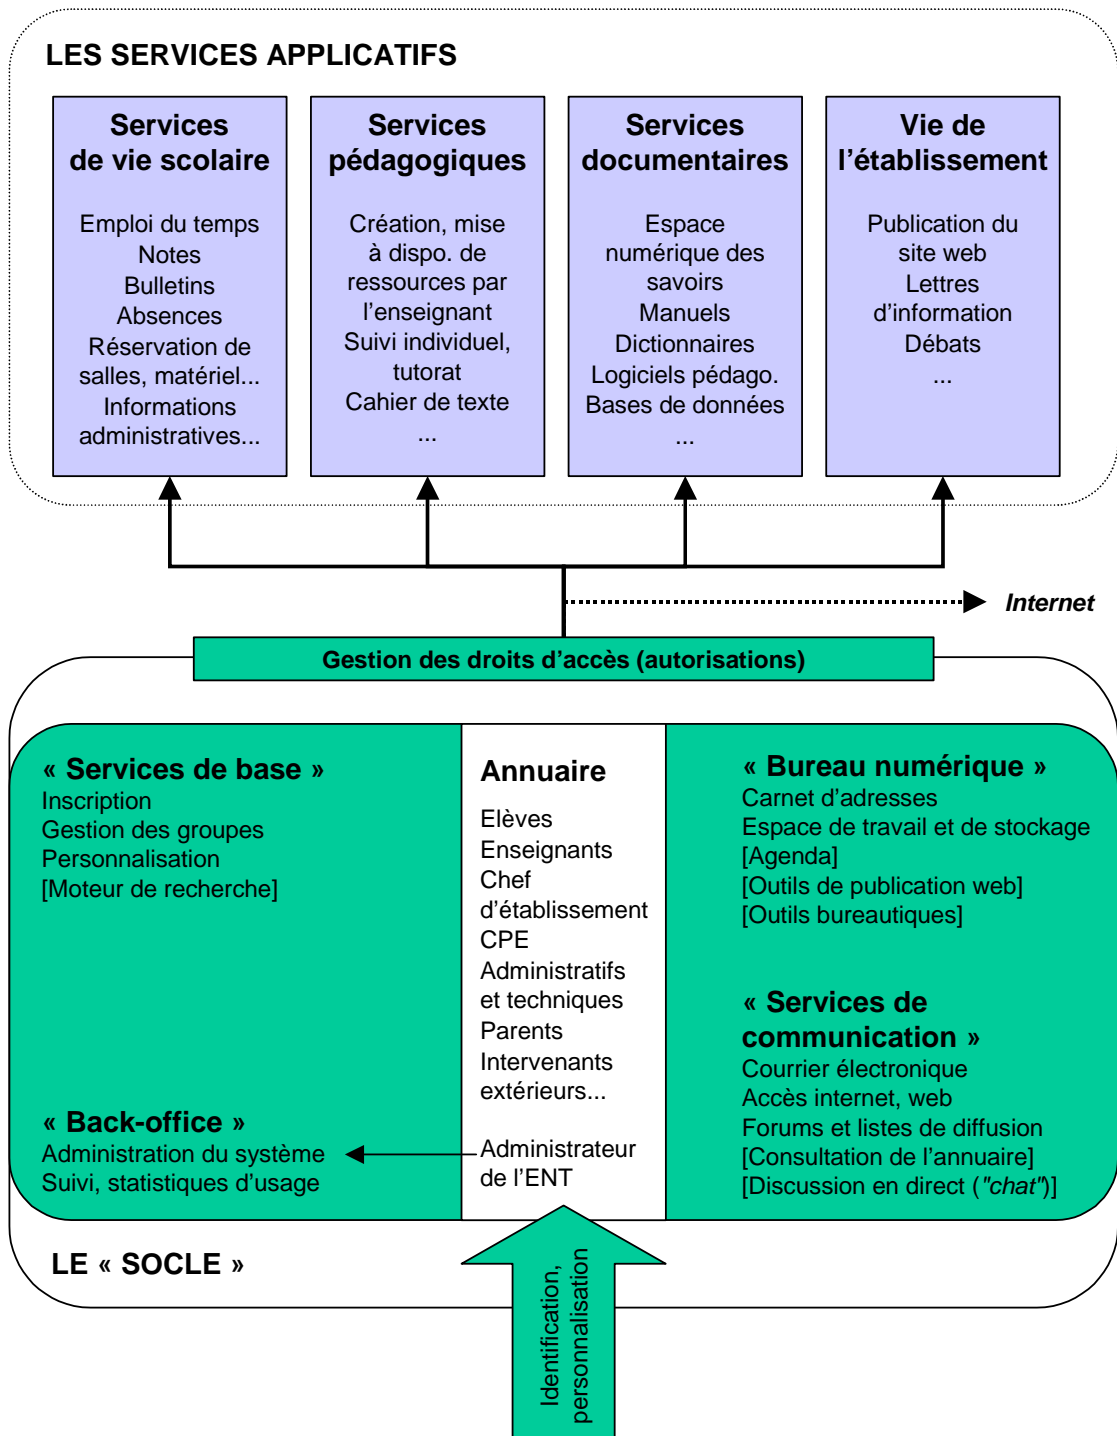 LES SERVICES APPLICATIFS
Services
de vie scolaire
Emploi du temps
Notes
Bulletins
Absences
Réservation de
salles, matériel...
Informations
administratives...
Services
pédagogiques
Création, mise
à dispo. de
ressources par
l’enseignant
Suivi individuel,
tutorat
Cahier de texte
...
Services
documentaires
Espace
numérique des
savoirs
Manuels
Dictionnaires
Logiciels pédago.
Bases de données
...
Vie de
l’établissement
Publication du
site web
Lettres
d’information
Débats
...
Internet
Gestion des droits d’accès (autorisations)
« Services de base »
Inscription
Gestion des groupes
Personnalisation
[Moteur de recherche]
« Back-office »
Administration du système
Suivi, statistiques d’usage
Annuaire
Elèves
Enseignants
Chef
d’établissement
CPE
Administratifs
et techniques
Parents
Intervenants
extérieurs...
Administrateur
de l’ENT
« Bureau numérique »
Carnet d’adresses
Espace de travail et de stockage
[Agenda]
[Outils de publication web]
[Outils bureautiques]
« Services de
communication »
Courrier électronique
Accès internet, web
Forums et listes de diffusion
[Consultation de l’annuaire]
[Discussion en direct ("chat")]
LE « SOCLE »
Identification,
personnalisation